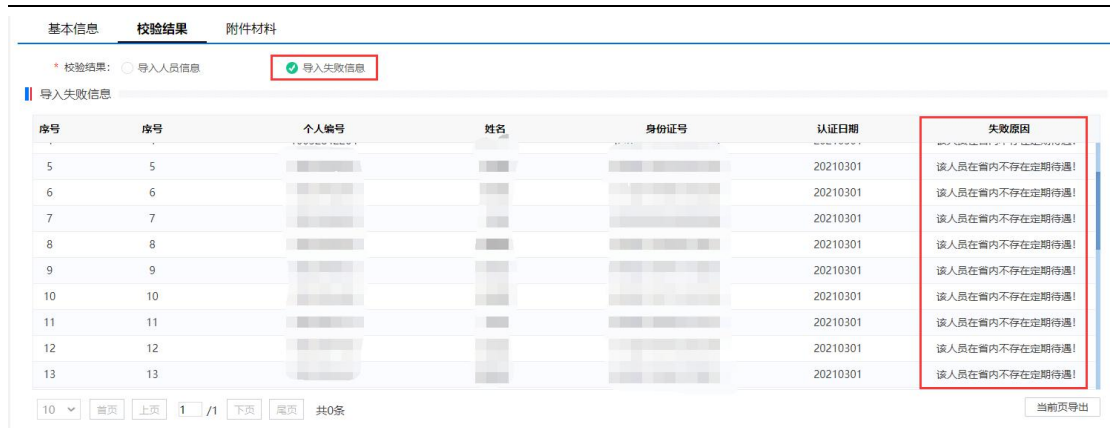 基本信息 校验结果 附件材料
* 校验结果: 导入人员信息 导入失败信息
导入失败信息
序号 序号 个人编号 姓名 身份证号 认证日期 失败原因
5 5 20210301 该人员在省内不存在定期待遇!
6 6 20210301 该人员在省内不存在定期待遇!
7 7 20210301 该人员在省内不存在定期待遇!
8 8 20210301 该人员在省内不存在定期待遇!
9 9 20210301 该人员在省内不存在定期待遇!
10 10 20210301 该人员在省内不存在定期待遇!
11 11 20210301 该人员在省内不存在定期待遇!
12 12 20210301 该人员在省内不存在定期待遇!
13 13 20210301 该人员在省内不存在定期待遇!
10 首页 上页 1 /1 下页 尾页 共0条 当前页导出